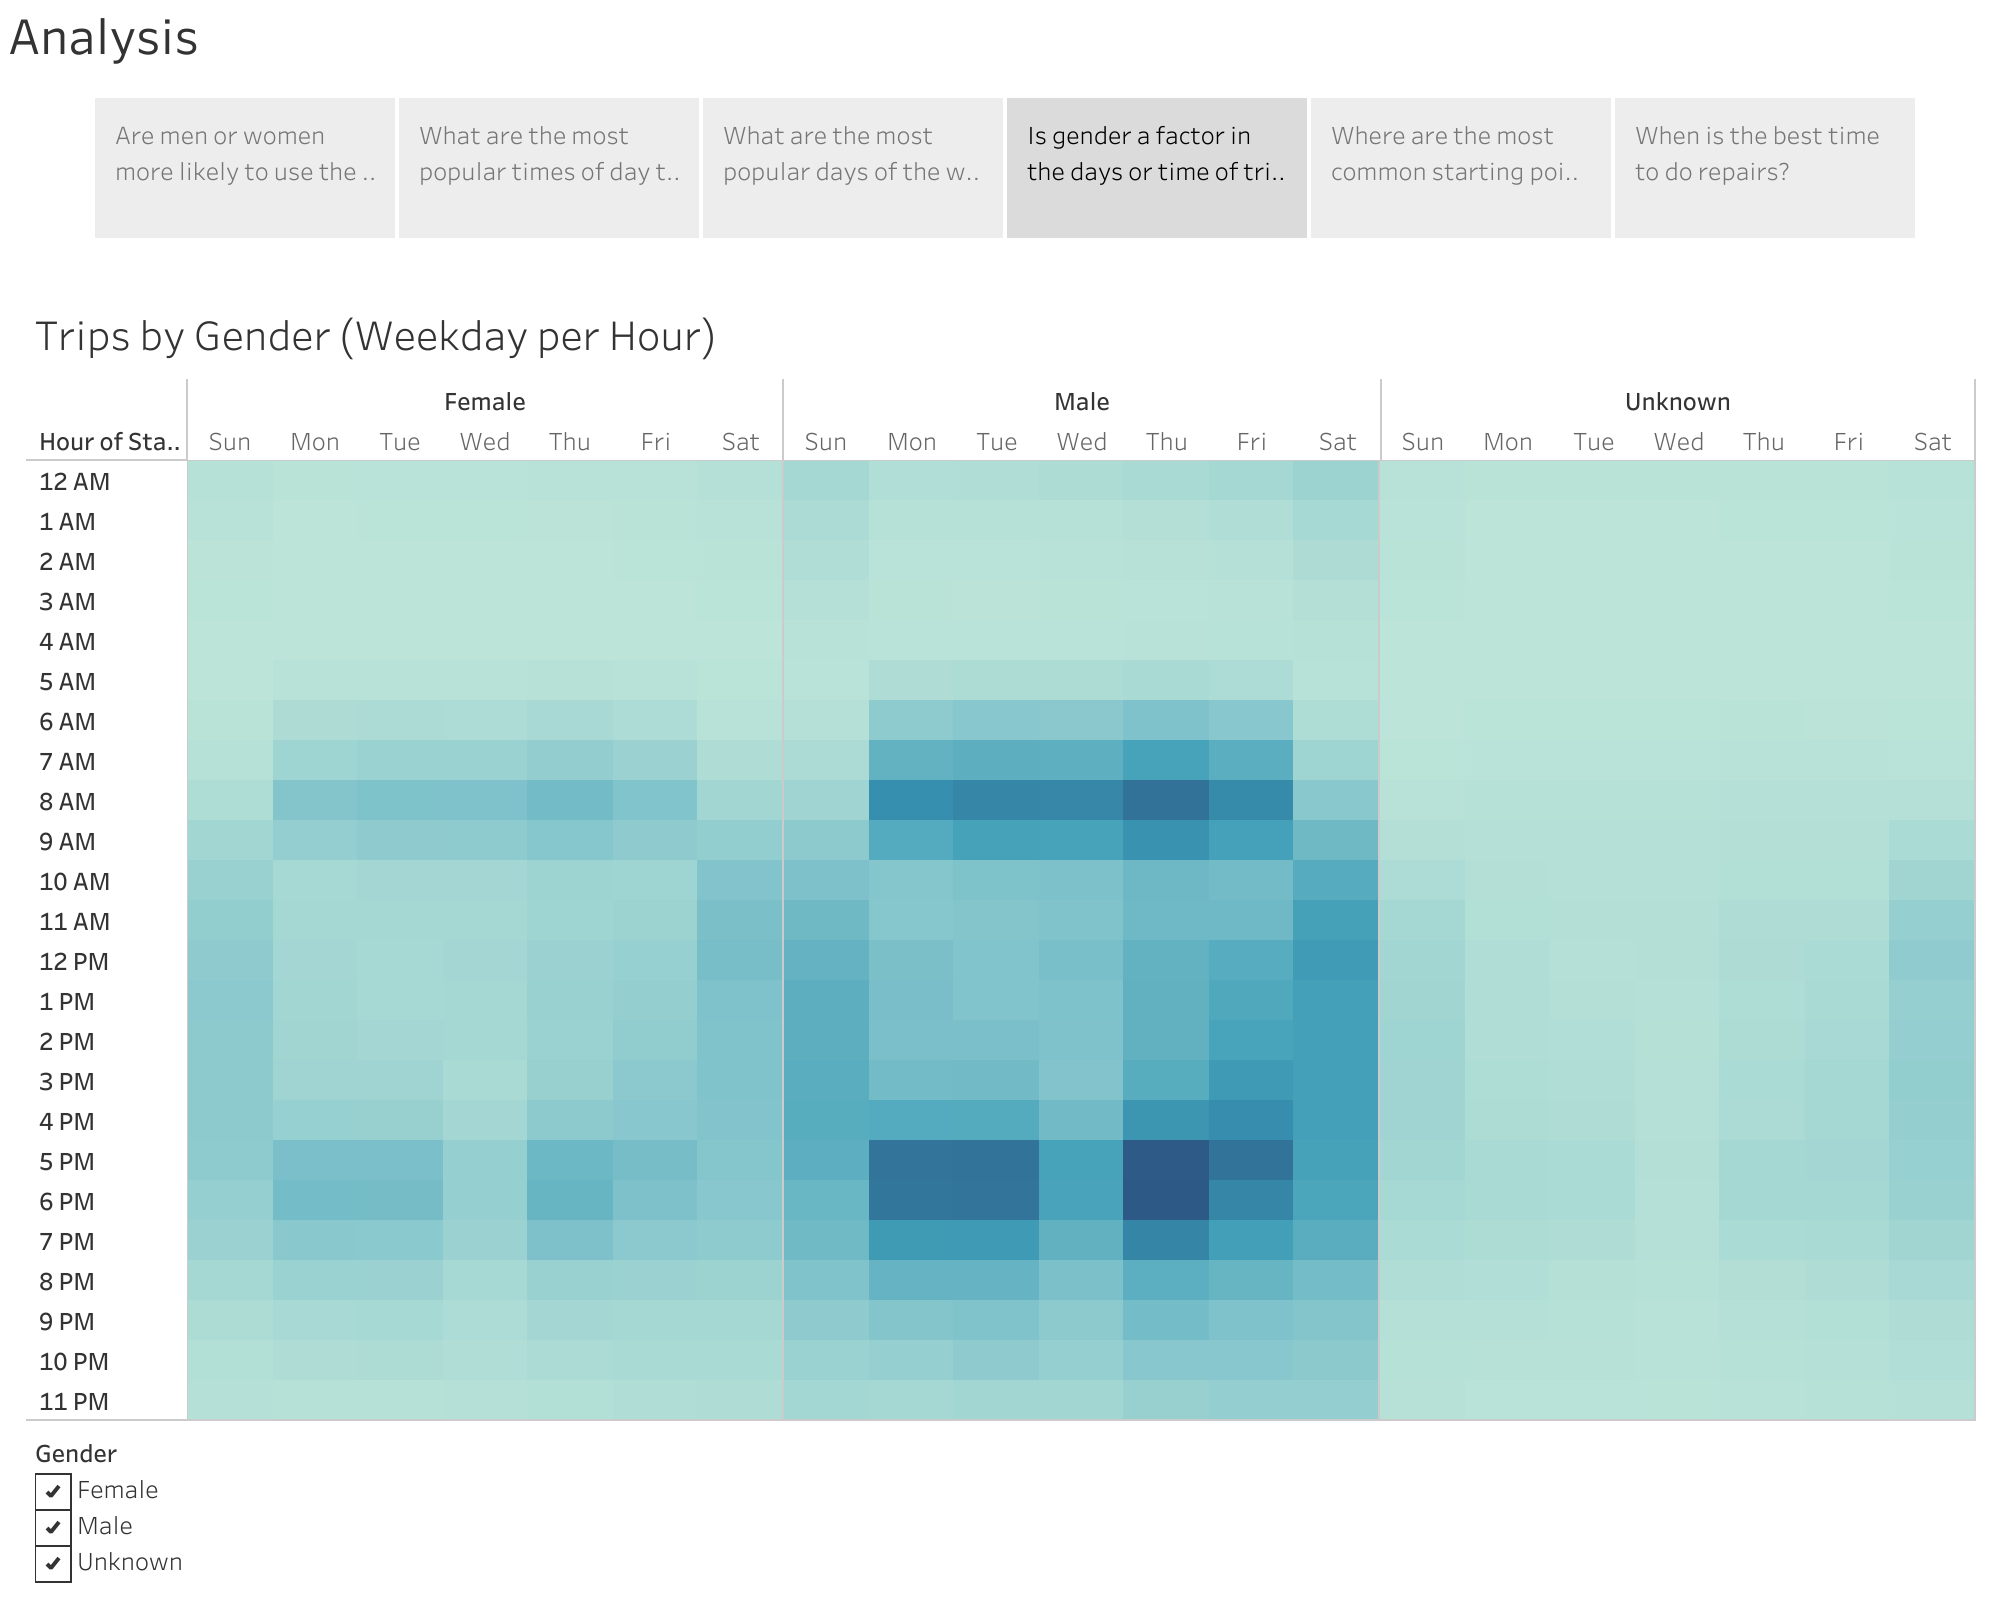 Analysis
Are men or women
more likely to use the ..
What are the most
popular times of day t..
What are the most
popular days of the w..
Is gender a factor in
the days or time of tri..
Where are the most
common starting poi..
When is the best time
to do repairs?
Trips by Gender (Weekday per Hour)
Female Male Unknown
Hour of Sta.. Sun Mon Tue Wed Thu Fri Sat Sun Mon Tue Wed Thu Fri Sat Sun Mon Tue Wed Thu Fri Sat
12 AM
1 AM
2 AM
3 AM
4 AM
5 AM
6 AM
7 AM
8 AM
9 AM
10 AM
11 AM
12 PM
1 PM
2 PM
3 PM
4 PM
5 PM
6 PM
7 PM
8 PM
9 PM
10 PM
11 PM
Gender
Female
Male
Unknown